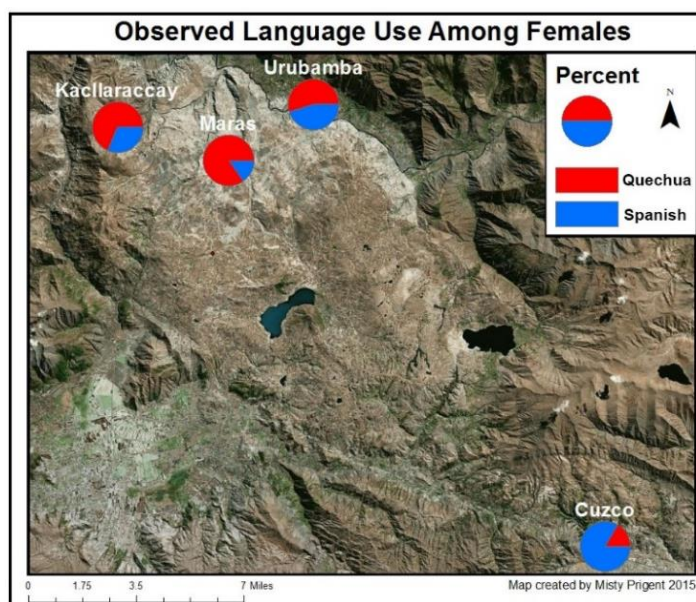 Observed Language Use Among Females
Urubamba
Kacllaraccay
Maras
Percent
N
Quechua
Spanish
Cuzco
0 1.75 3.5 7 Miles
Map created by Misty Prigent 2015